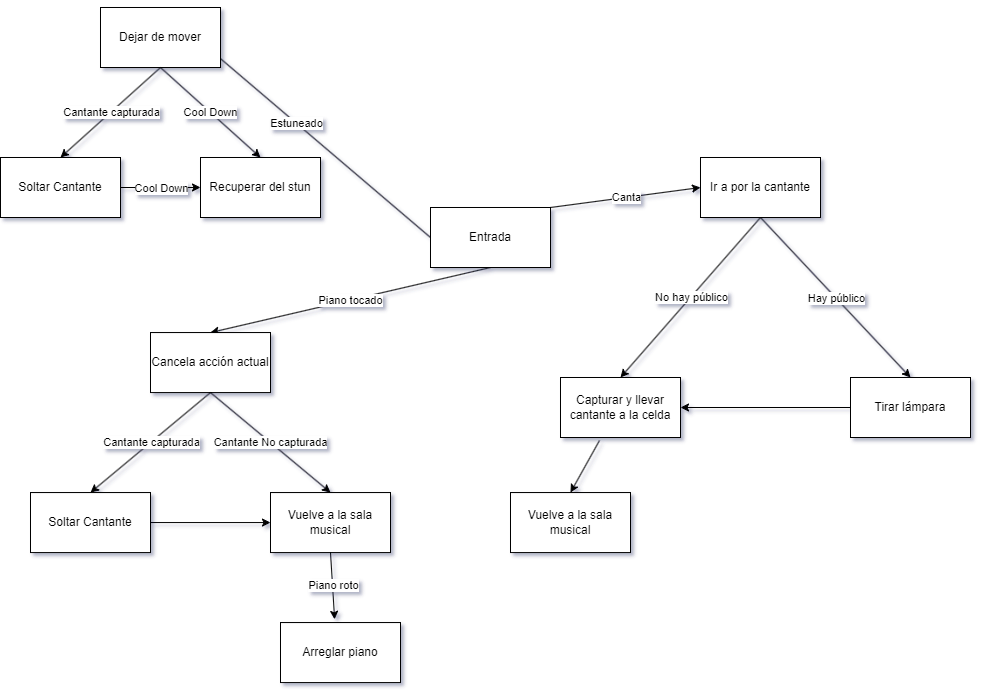 Dejar de mover
Cantante capturada
Cool Down
Estuneado
Soltar Cantante
Cool Down
Recuperar del stun
Ir a por la cantante
Canta
Entrada
Piano tocado
No hay público
Hay público
Cancela acción actual
Capturar y llevar
cantante a la celda
Tirar lámpara
Cantante capturada
Cantante No capturada
Soltar Cantante
Vuelve a la sala
musical
Vuelve a la sala
musical
Piano roto
Arreglar piano